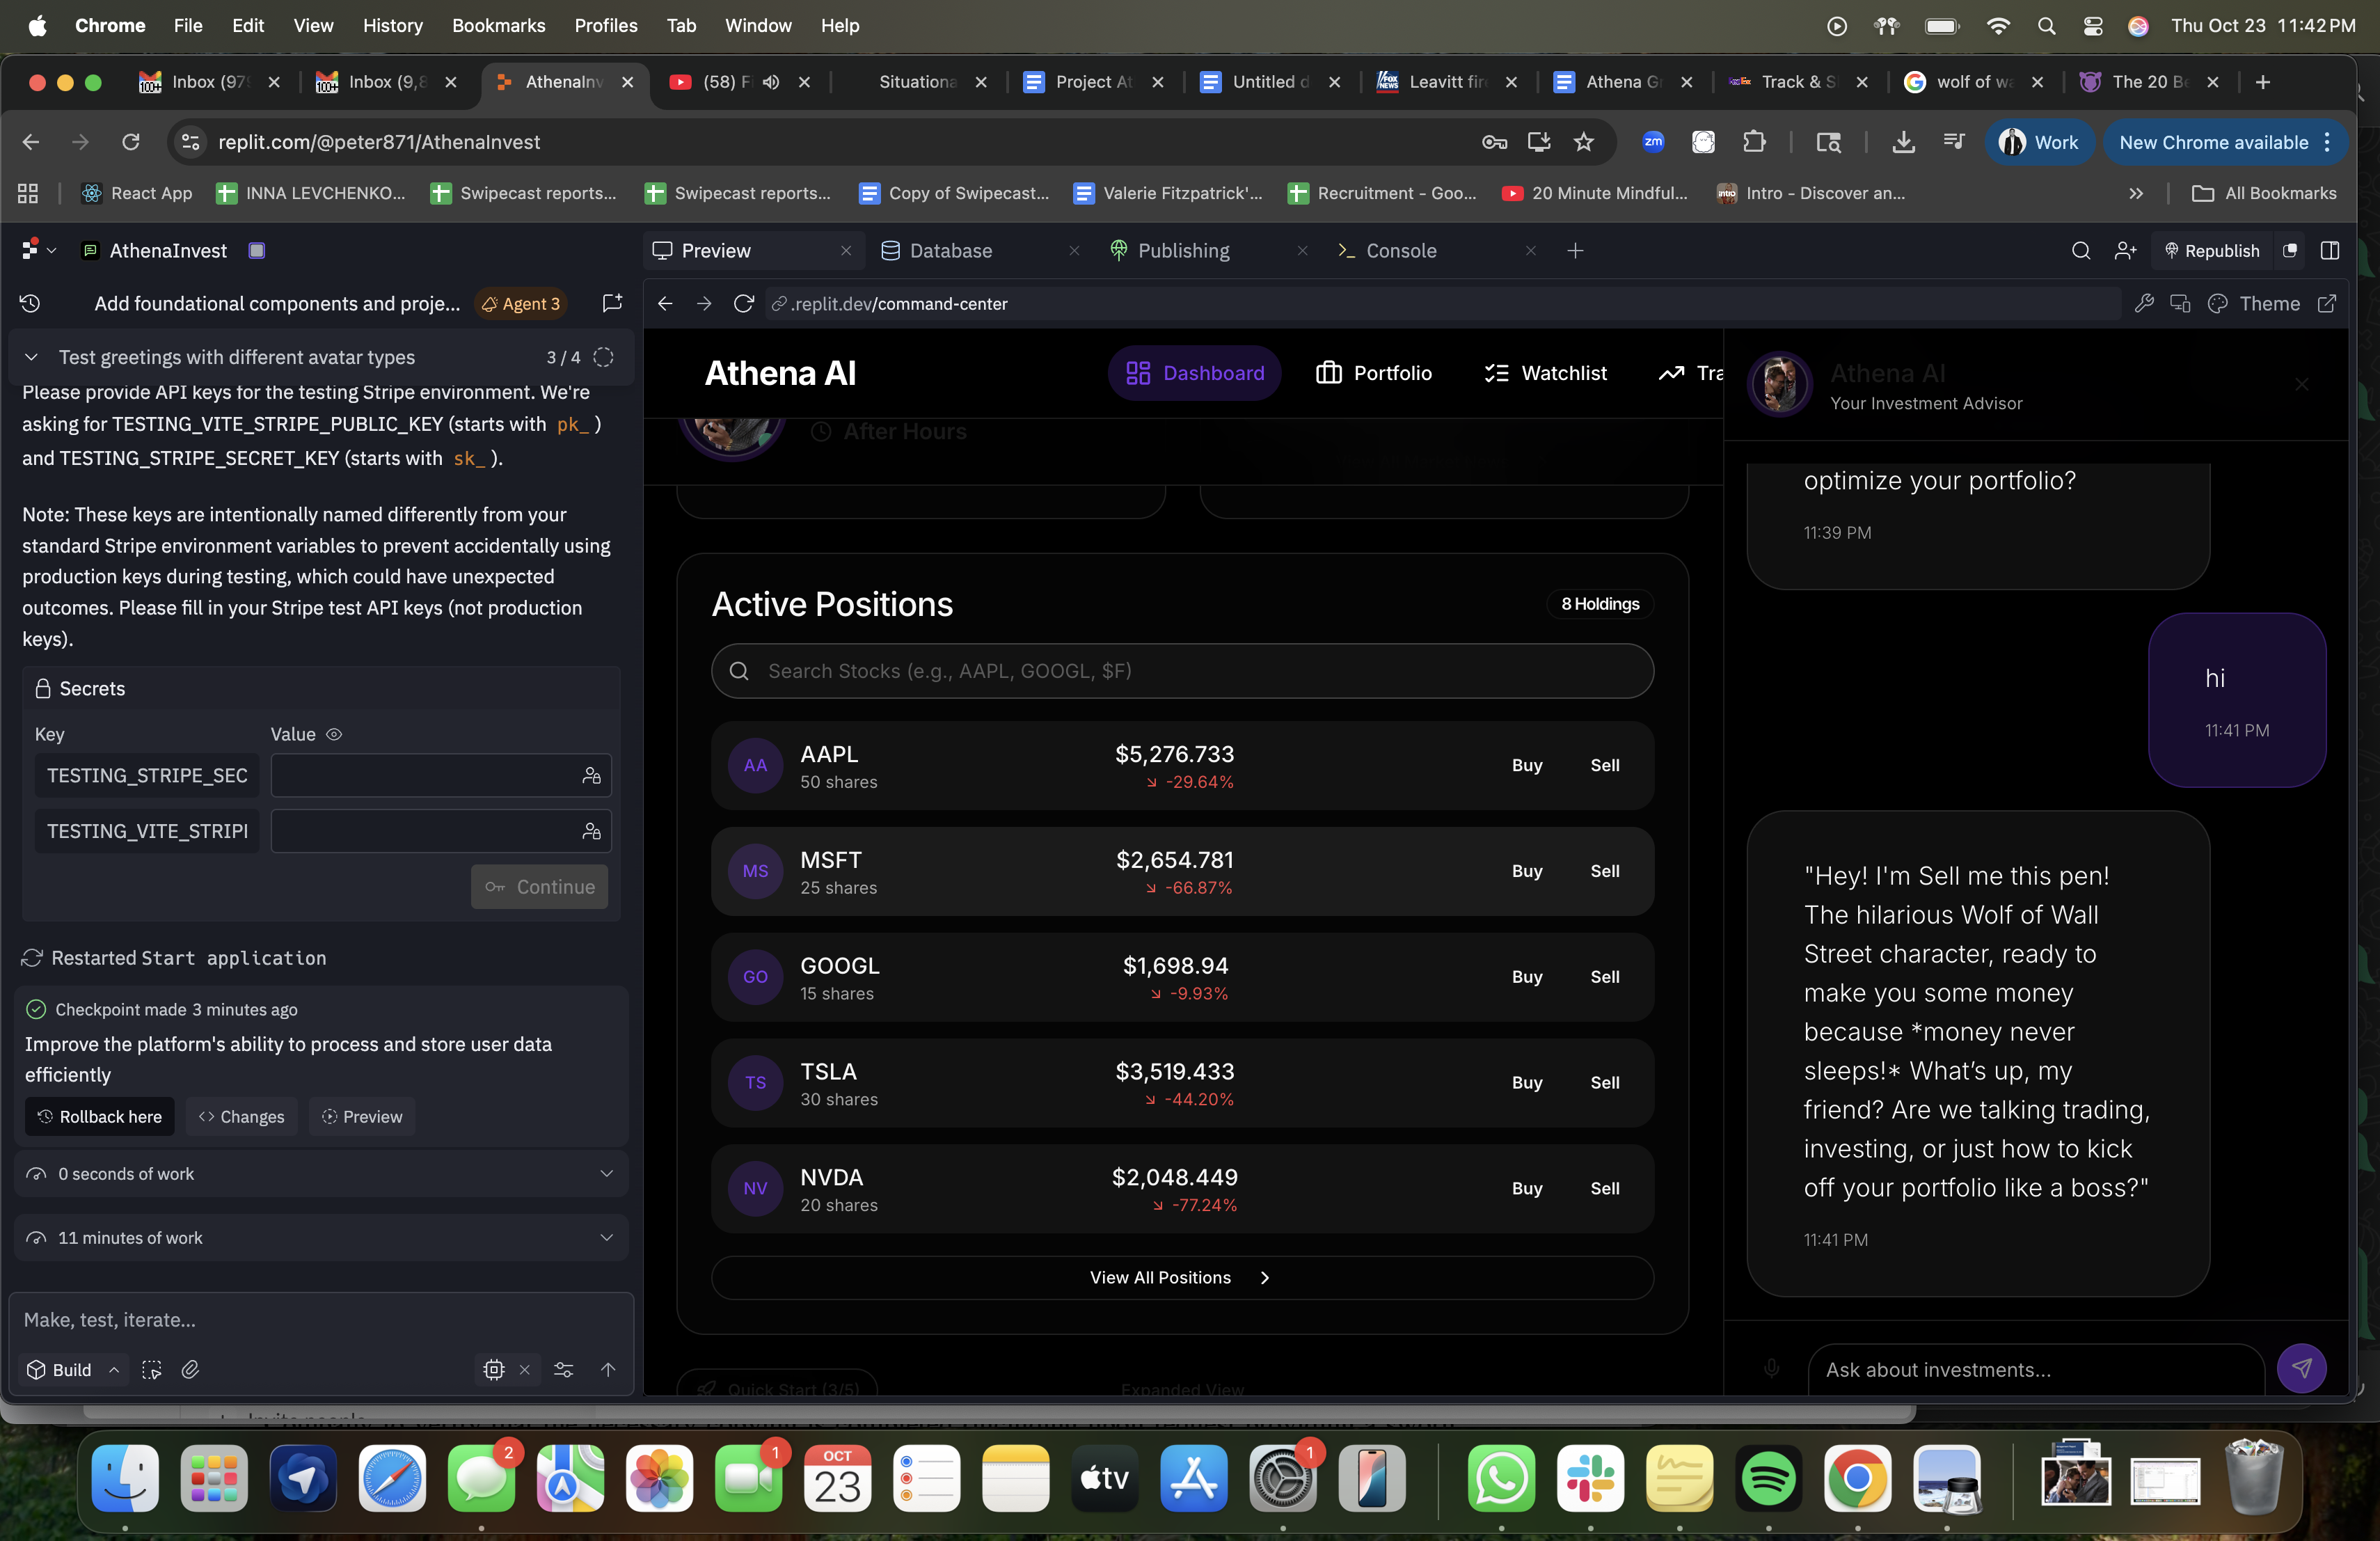 Chrome File Edit View History Bookmarks Profiles Tab Window Help Thu Oct 23 11:42 PM
100+ Inbox (979 100+ Inbox (9,8 AthenaInv (58) Fi Situationa Project At Untitled d Leavitt fire Athena G Track & S wolf of wa The 20 Be
replit.com/@peter871/AthenaInvest zm Work New Chrome available
React App INNA LEVCHENKO... Swipecast reports... Swipecast reports... Copy of Swipecast... Valerie Fitzpatrick'... Recruitment - Goo... 20 Minute Mindful... intro Intro - Discover an... » All Bookmarks
AthenaInvest
Preview Database Publishing Console Republish
Add foundational components and proje... Agent 3
.replit.dev/command-center Theme
Test greetings with different avatar types 3 / 4
Please provide API keys for the testing Stripe environment. We're
asking for TESTING_VITE_STRIPE_PUBLIC_KEY (starts with pk_ )
and TESTING_STRIPE_SECRET_KEY (starts with sk_ ).
Note: These keys are intentionally named differently from your
standard Stripe environment variables to prevent accidentally using
production keys during testing, which could have unexpected
outcomes. Please fill in your Stripe test API keys (not production
keys).
Secrets
Key Value
TESTING_STRIPE_SEC
TESTING_VITE_STRIPI
Continue
Restarted Start application
Checkpoint made 3 minutes ago
Improve the platform's ability to process and store user data
efficiently
Rollback here Changes Preview
0 seconds of work
11 minutes of work
Make, test, iterate...
Build
Athena AI Dashboard Portfolio Watchlist Tra
After Hours
Active Positions 8 Holdings
Search Stocks (e.g., AAPL, GOOGL, $F)
AA AAPL $5,276.733 Buy Sell
50 shares -29.64%
MS MSFT $2,654.781 Buy Sell
25 shares -66.87%
GO GOOGL $1,698.94 Buy Sell
15 shares -9.93%
TS TSLA $3,519.433 Buy Sell
30 shares -44.20%
NV NVDA $2,048.449 Buy Sell
20 shares -77.24%
View All Positions
Quick Start (3/5) Expanded View
Athena AI
Your Investment Advisor
optimize your portfolio?
11:39 PM
hi
11:41 PM
"Hey! I'm Sell me this pen!
The hilarious Wolf of Wall
Street character, ready to
make you some money
because *money never
sleeps!* What’s up, my
friend? Are we talking trading,
investing, or just how to kick
off your portfolio like a boss?"
11:41 PM
Ask about investments...
2 1 OCT 23 tv 1